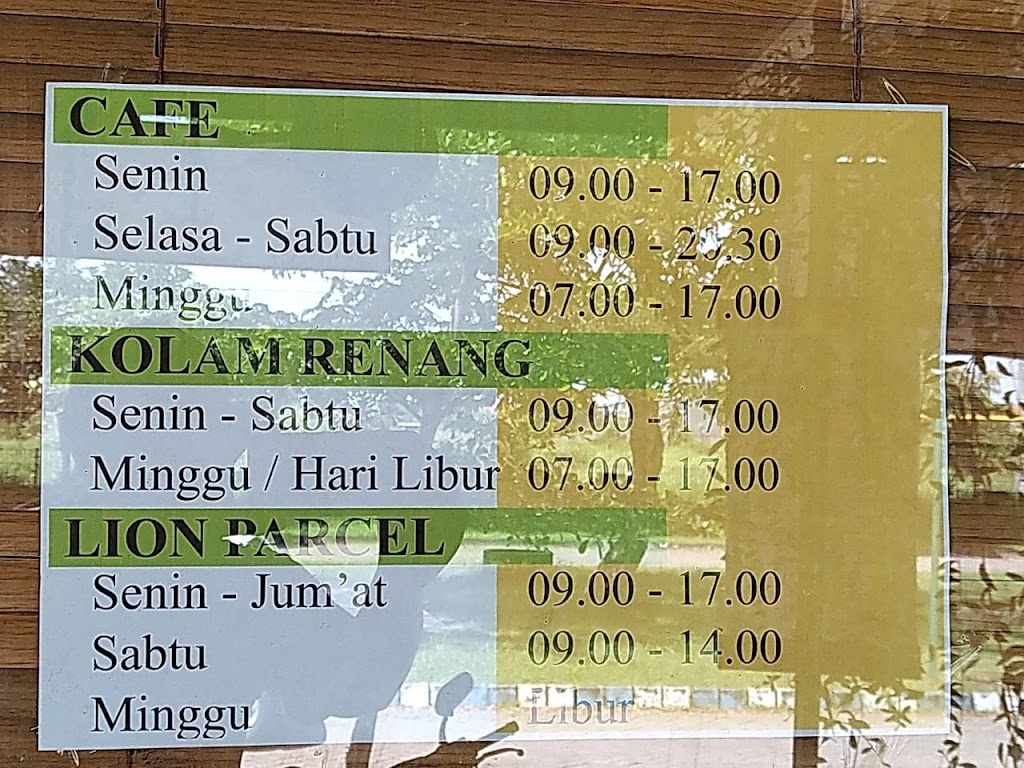 CAFE
Senin 09.00 - 17.00
Selasa - Sabtu 09.00 - 20.30
Minggu 07.00 - 17.00
KOLAM RENANG
Senin - Sabtu 09.00 - 17.00
Minggu / Hari Libur 07.00 - 17.00
LION PARCEL
Senin - Jum'at 09.00 - 17.00
Sabtu 09.00 - 14.00
Minggu Libur